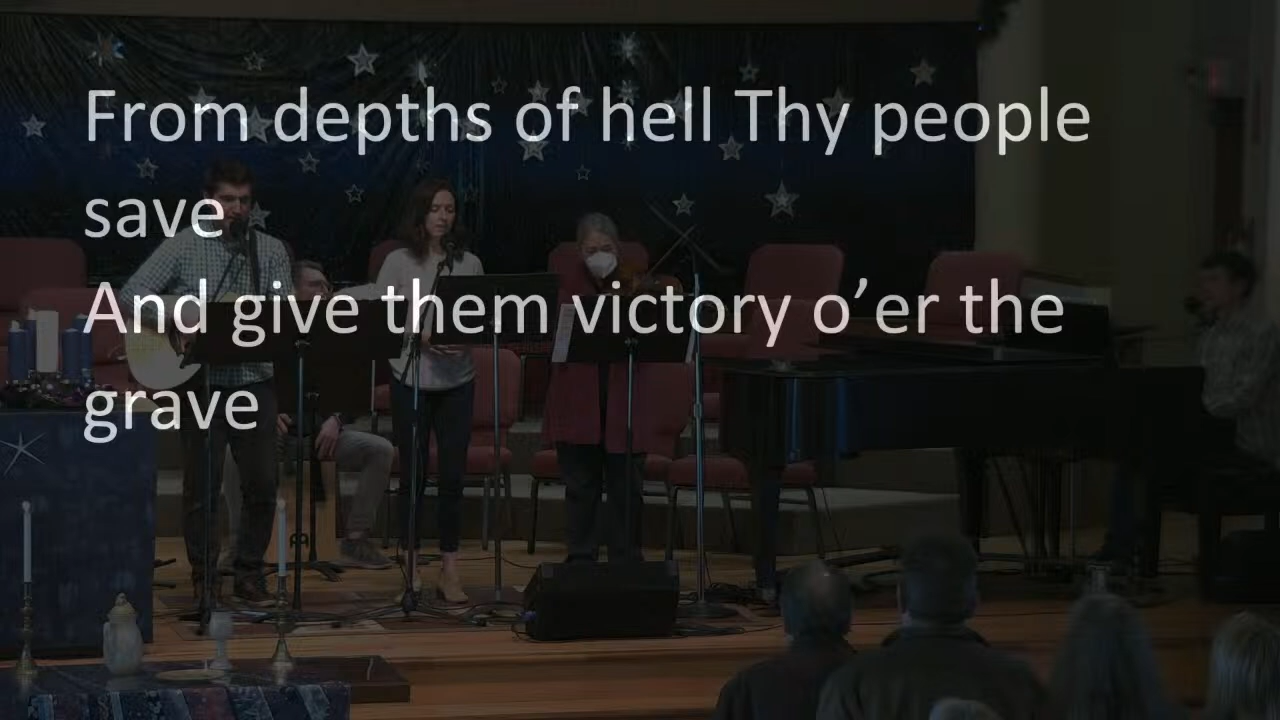 From depths of hell Thy people
save
And give them victory o’er the
grave